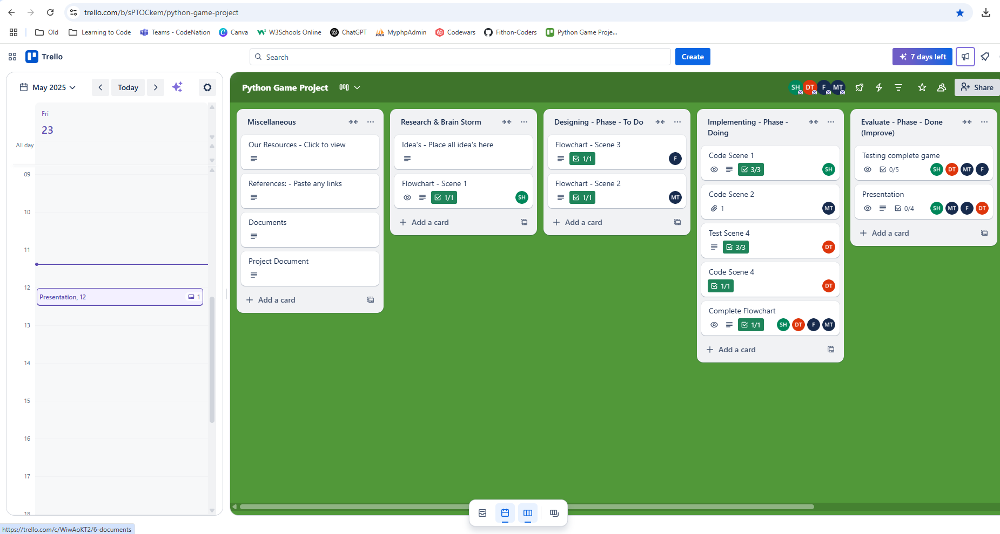 trello.com/b/sPTOCkem/python-game-project
Old
Learning to Code
Teams - CodeNation
Canva
W3Schools Online
ChatGPT
MyphpAdmin
Codewars
Fithon-Coders
Python Game Proje...
Trello
Search
Create
7 days left
May 2025
Today
Fri
23
All day
09
10
11
12
Presentation, 12
1
13
14
15
16
17
18
Python Game Project
SH
DT
F
MT
Share
Miscellaneous
Our Resources - Click to view
References: - Paste any links
Documents
Project Document
Add a card
Research & Brain Storm
Idea's - Place all idea's here
Flowchart - Scene 1
1/1
SH
Add a card
Designing - Phase - To Do
Flowchart - Scene 3
1/1
F
Flowchart - Scene 2
1/1
MT
Add a card
Implementing - Phase -
Doing
Code Scene 1
3/3
SH
Code Scene 2
1
MT
Test Scene 4
3/3
DT
Code Scene 4
1/1
DT
Complete Flowchart
1/1
SH
DT
F
MT
Add a card
Evaluate - Phase - Done
(Improve)
Testing complete game
0/5
SH
DT
MT
F
Presentation
0/4
SH
MT
F
DT
Add a card
https://trello.com/c/WiwAoKT2/6-documents